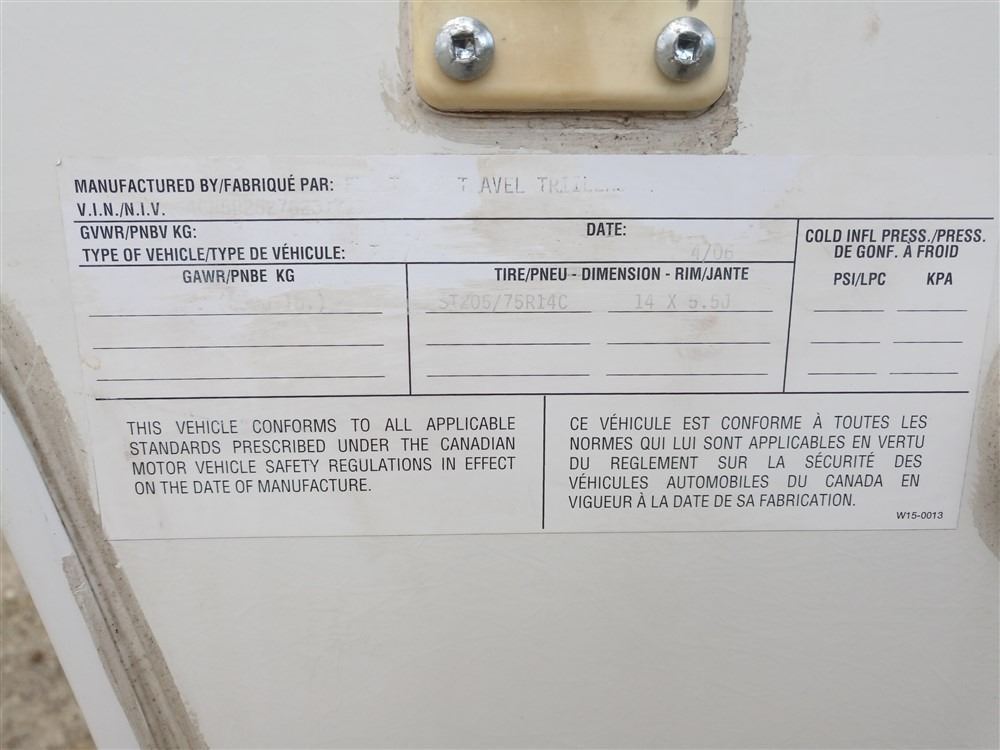 MANUFACTURED BY/FABRIQUÉ PAR:
V.I.N./N.I.V.
GVWR/PNBV KG: DATE: 4/06
TYPE OF VEHICLE/TYPE DE VÉHICULE:
COLD INFL PRESS./PRESS.
DE GONF. À FROID
GAWR/PNBE KG TIRE/PNEU - DIMENSION - RIM/JANTE PSI/LPC KPA
ST205/75R14C 14 X 5.5J
THIS VEHICLE CONFORMS TO ALL APPLICABLE
STANDARDS PRESCRIBED UNDER THE CANADIAN
MOTOR VEHICLE SAFETY REGULATIONS IN EFFECT
ON THE DATE OF MANUFACTURE.
CE VÉHICULE EST CONFORME À TOUTES LES
NORMES QUI LUI SONT APPLICABLES EN VERTU
DU REGLEMENT SUR LA SÉCURITÉ DES
VÉHICULES AUTOMOBILES DU CANADA EN
VIGUEUR À LA DATE DE SA FABRICATION.
W15-0013